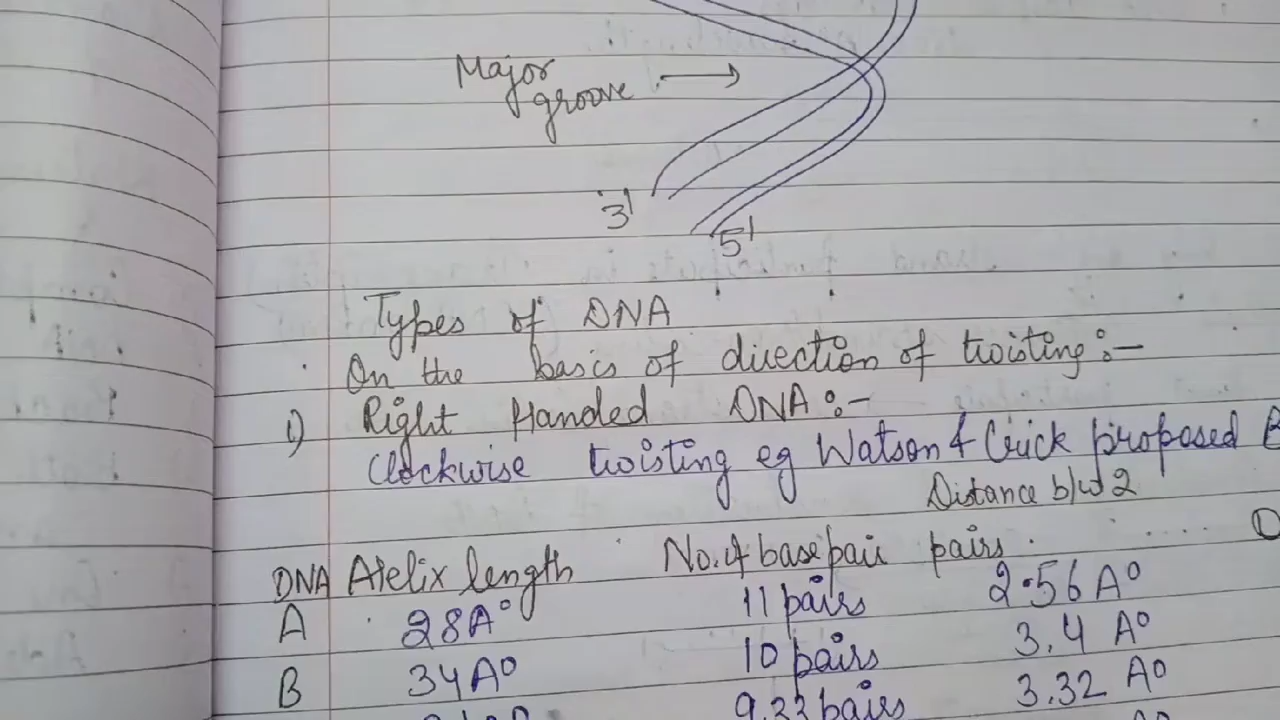 Major
groove
3'
5'
Types of DNA
On the basis of direction of twisting:-
1) Right Handed DNA:-
Clockwise twisting eg Watson & Crick proposed
Distance b/w 2
DNA Helix length No. of basepair pairs.
A 28A° 11 pairs 2.56 A°
B 34A° 10 pairs 3.4 A°
9.33 pairs 3.32 A°